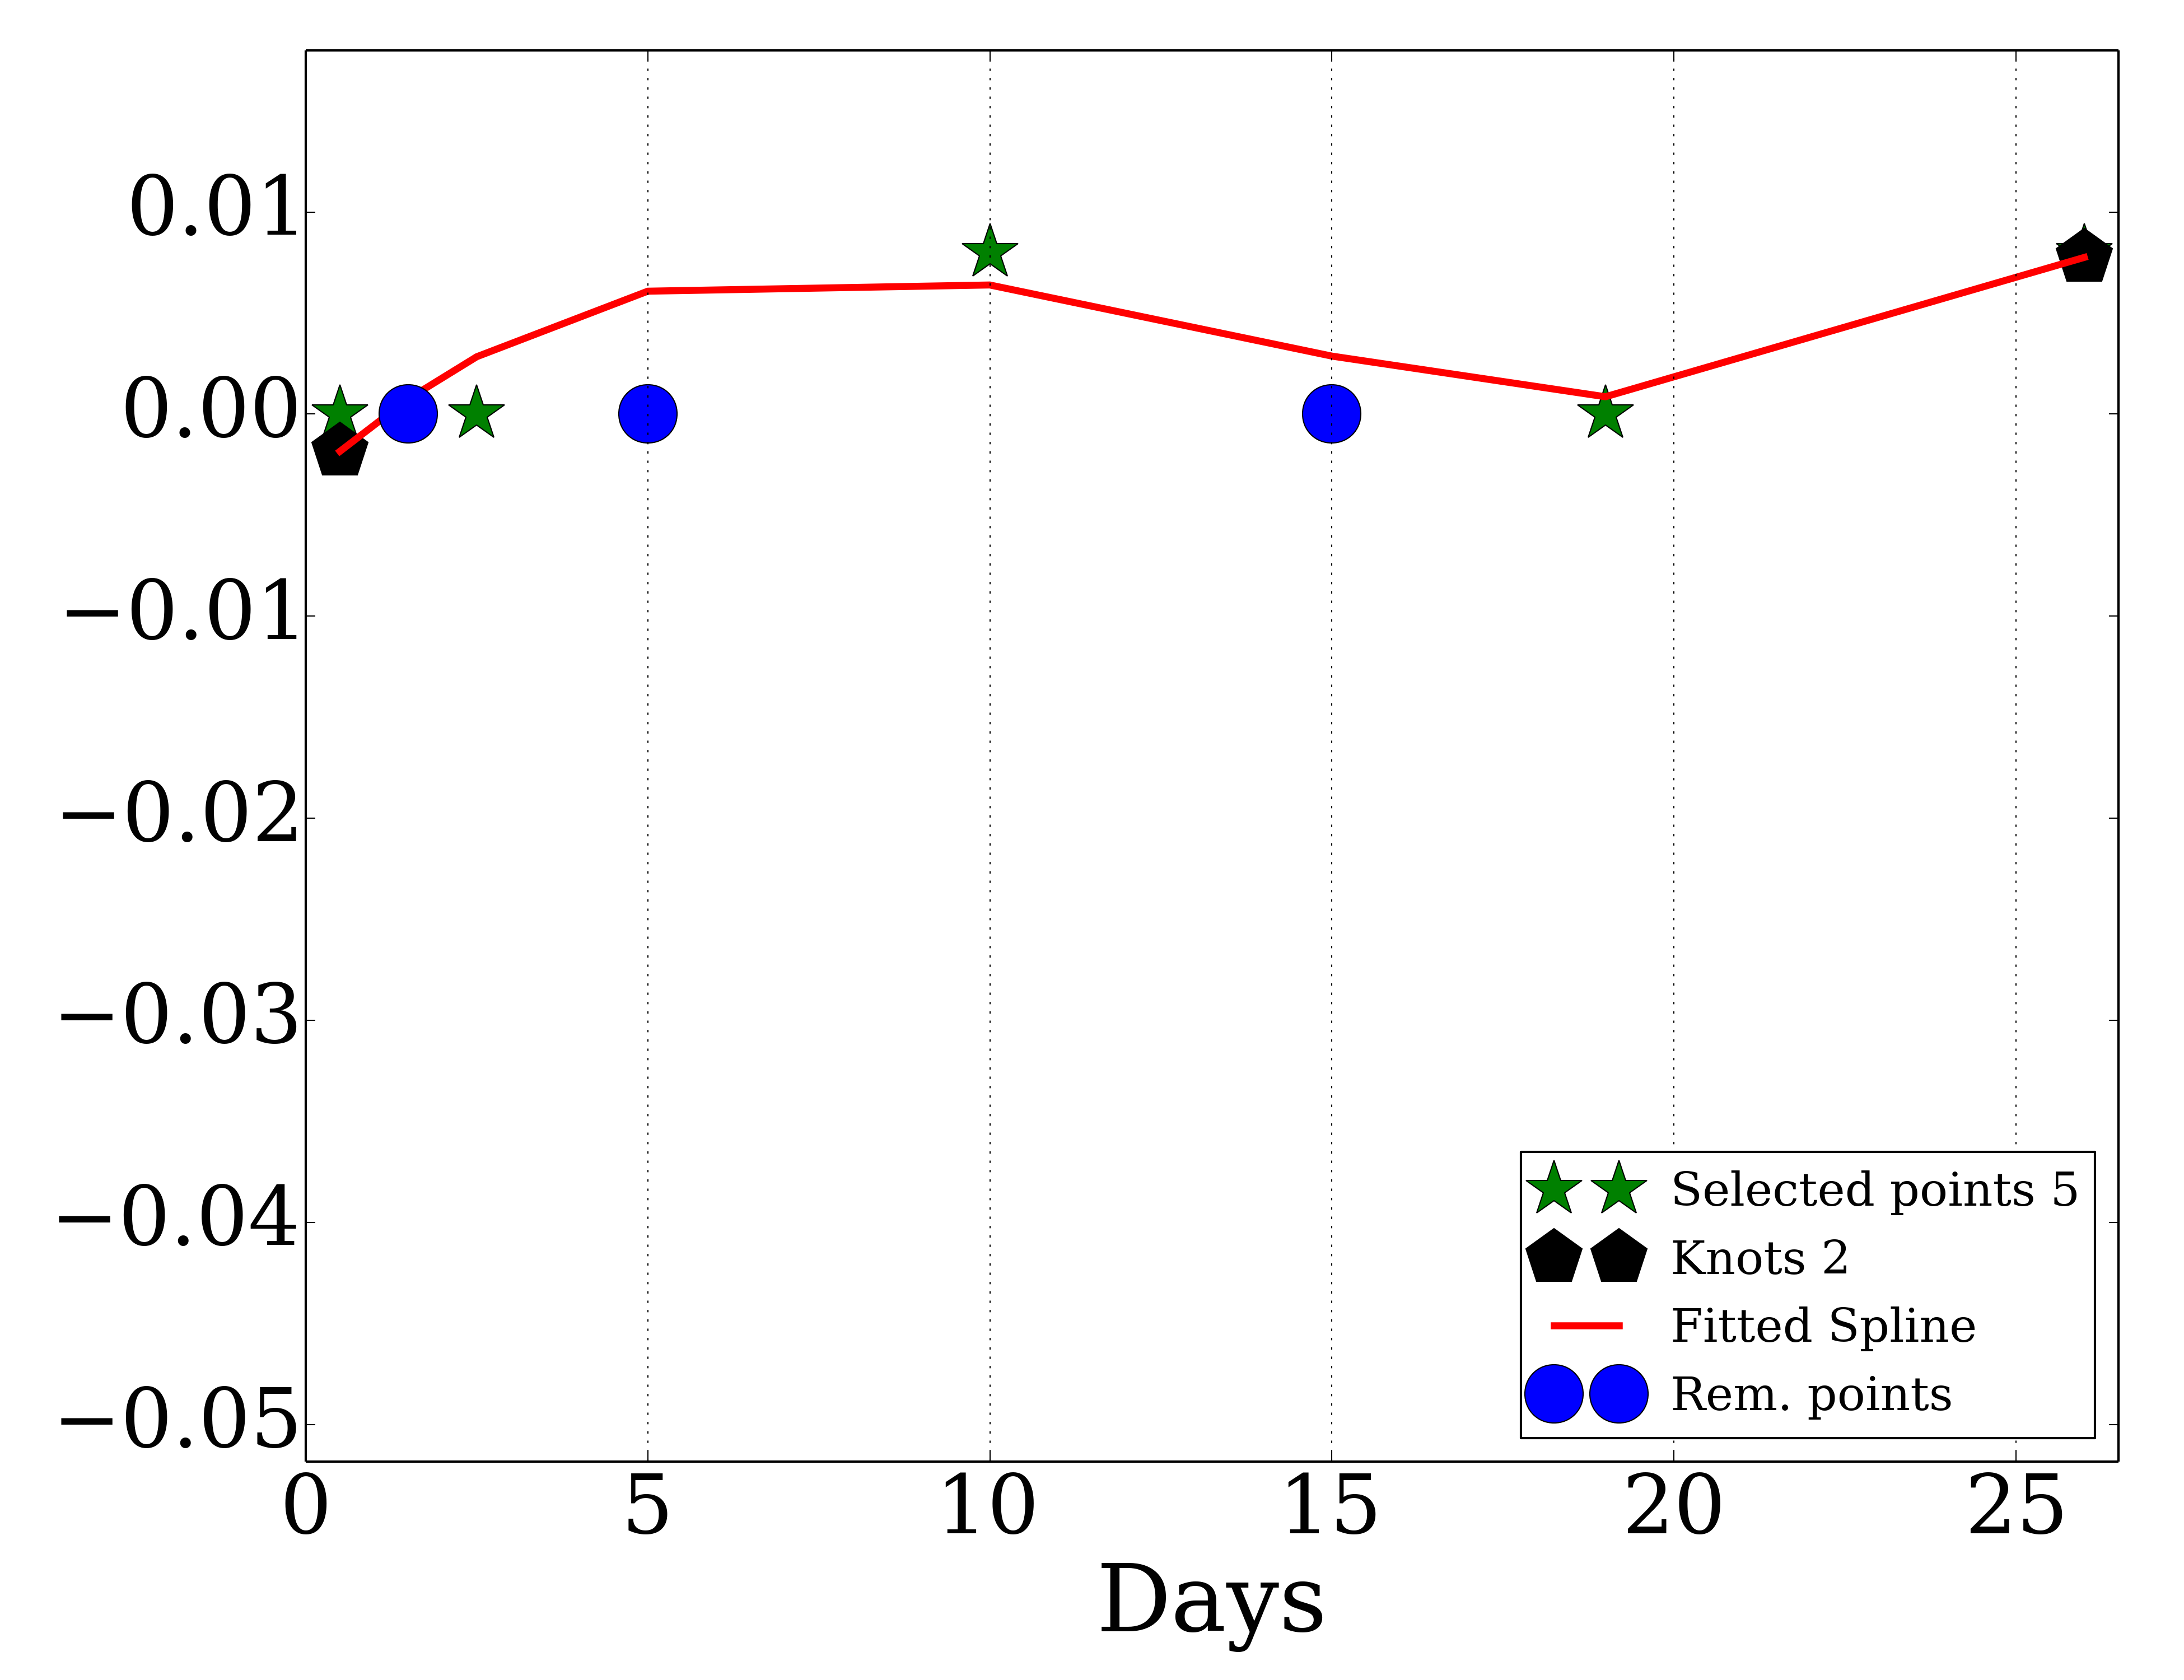 0.01
0.00
−0.01
−0.02
−0.03
−0.04
−0.05
0 5 10 15 20 25
Days
Selected points 5
Knots 2
Fitted Spline
Rem. points